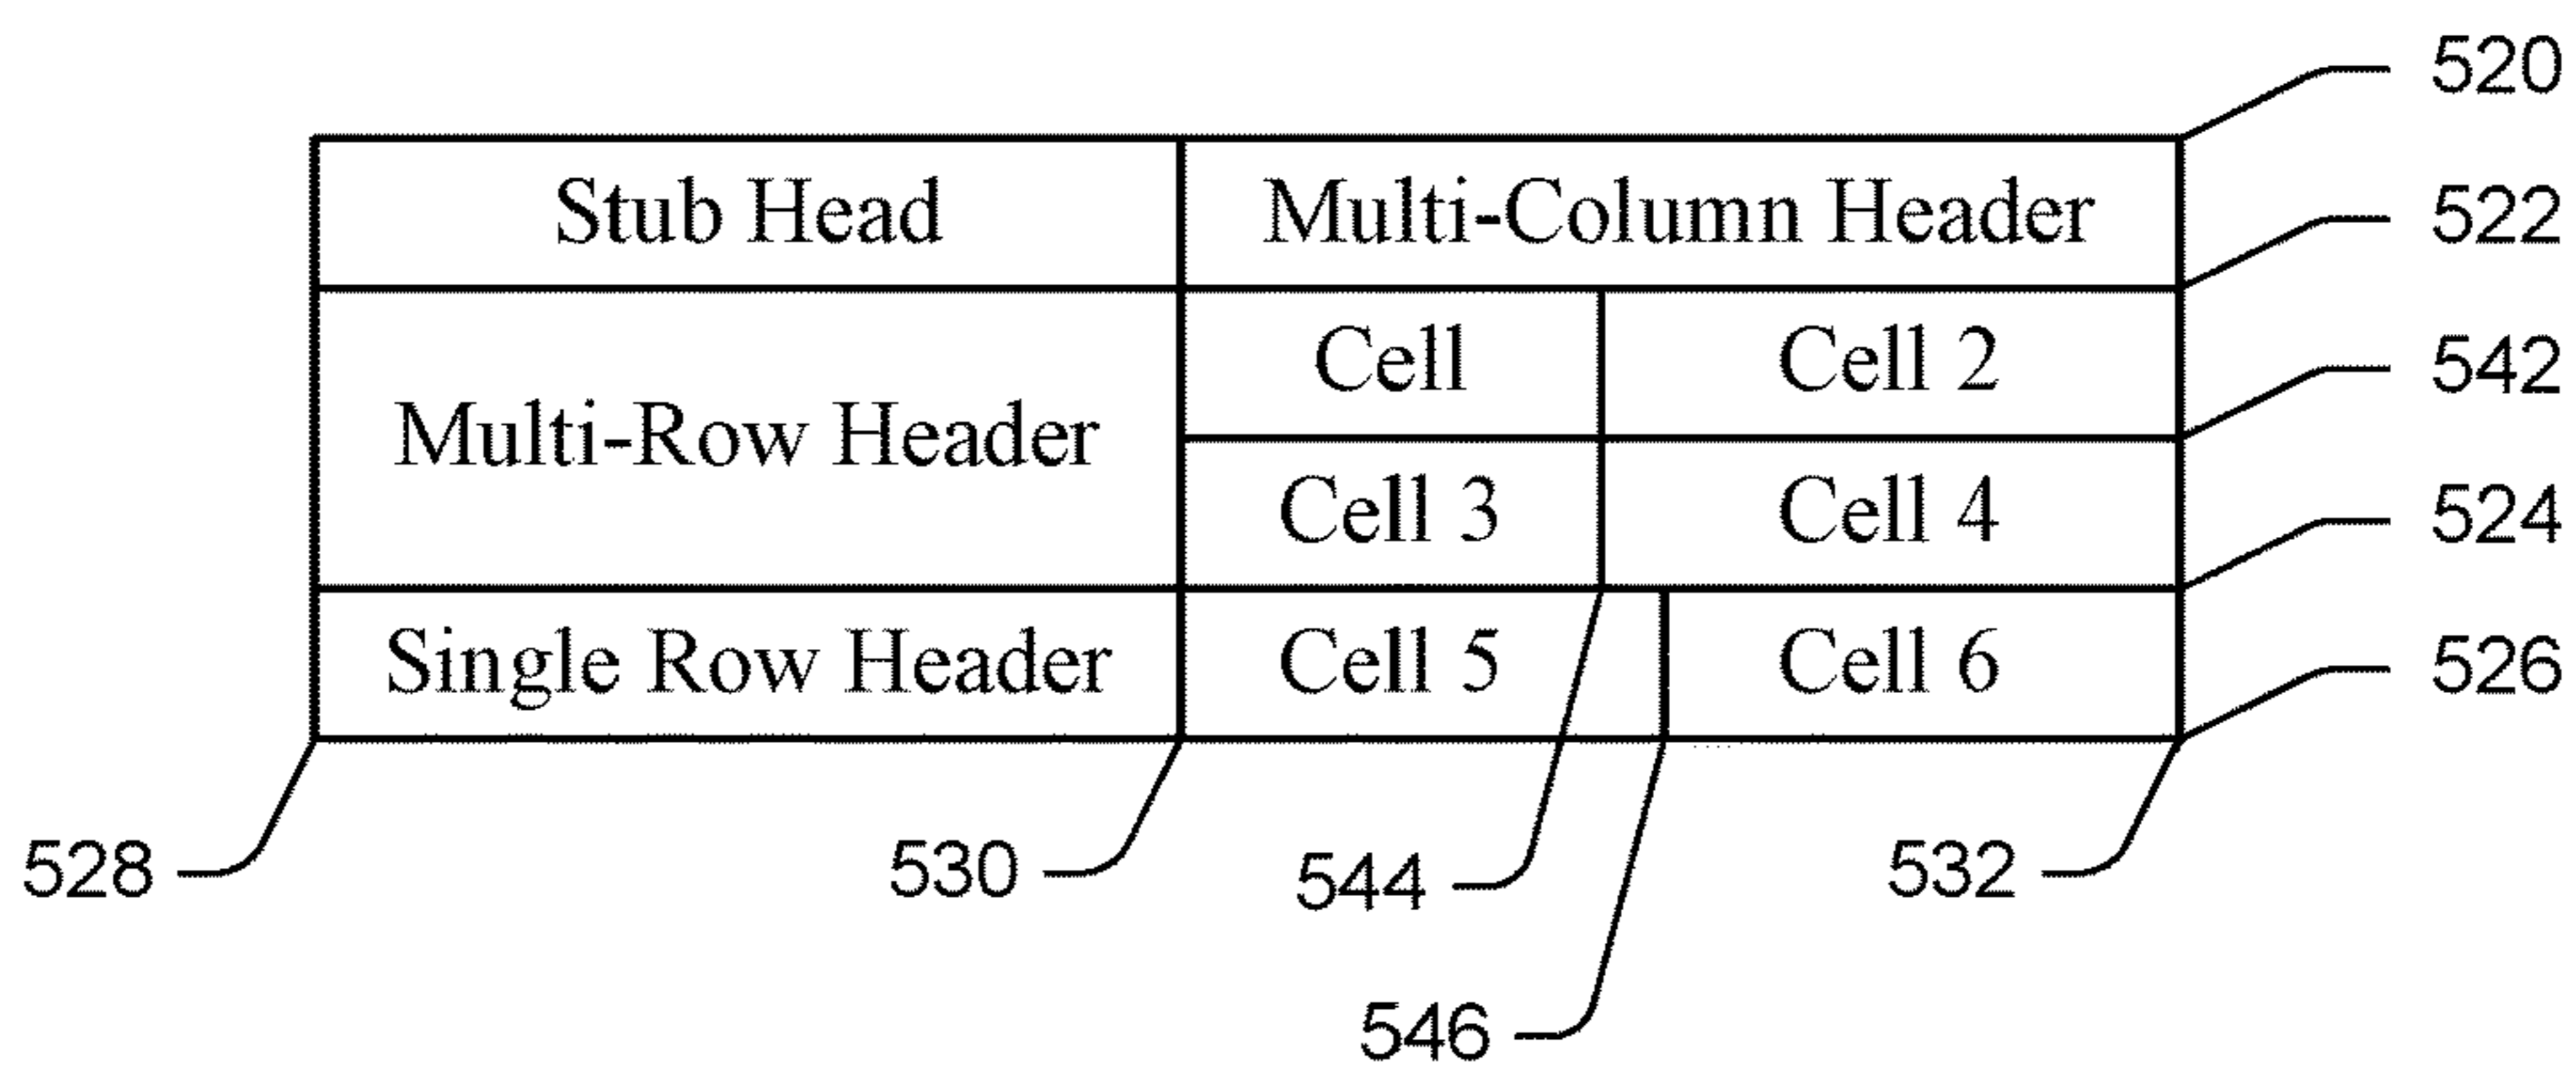 520
Stub Head Multi-Column Header
522
Cell Cell 2
542
Multi-Row Header
Cell 3 Cell 4
524
Single Row Header Cell 5 Cell 6
526
528 530 544 532
546